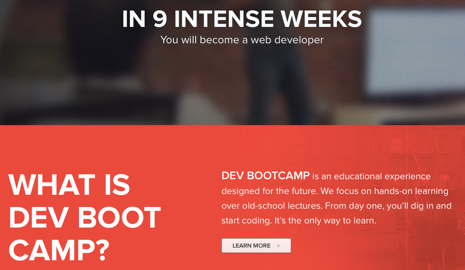 IN 9 INTENSE WEEKS
You will become a web developer
WHAT IS
DEV BOOT
CAMP?
DEV BOOTCAMP is an educational experience
designed for the future. We focus on hands-on learning
over old-school lectures. From day one, you'll dig in and
start coding. It's the only way to learn.
LEARN MORE >